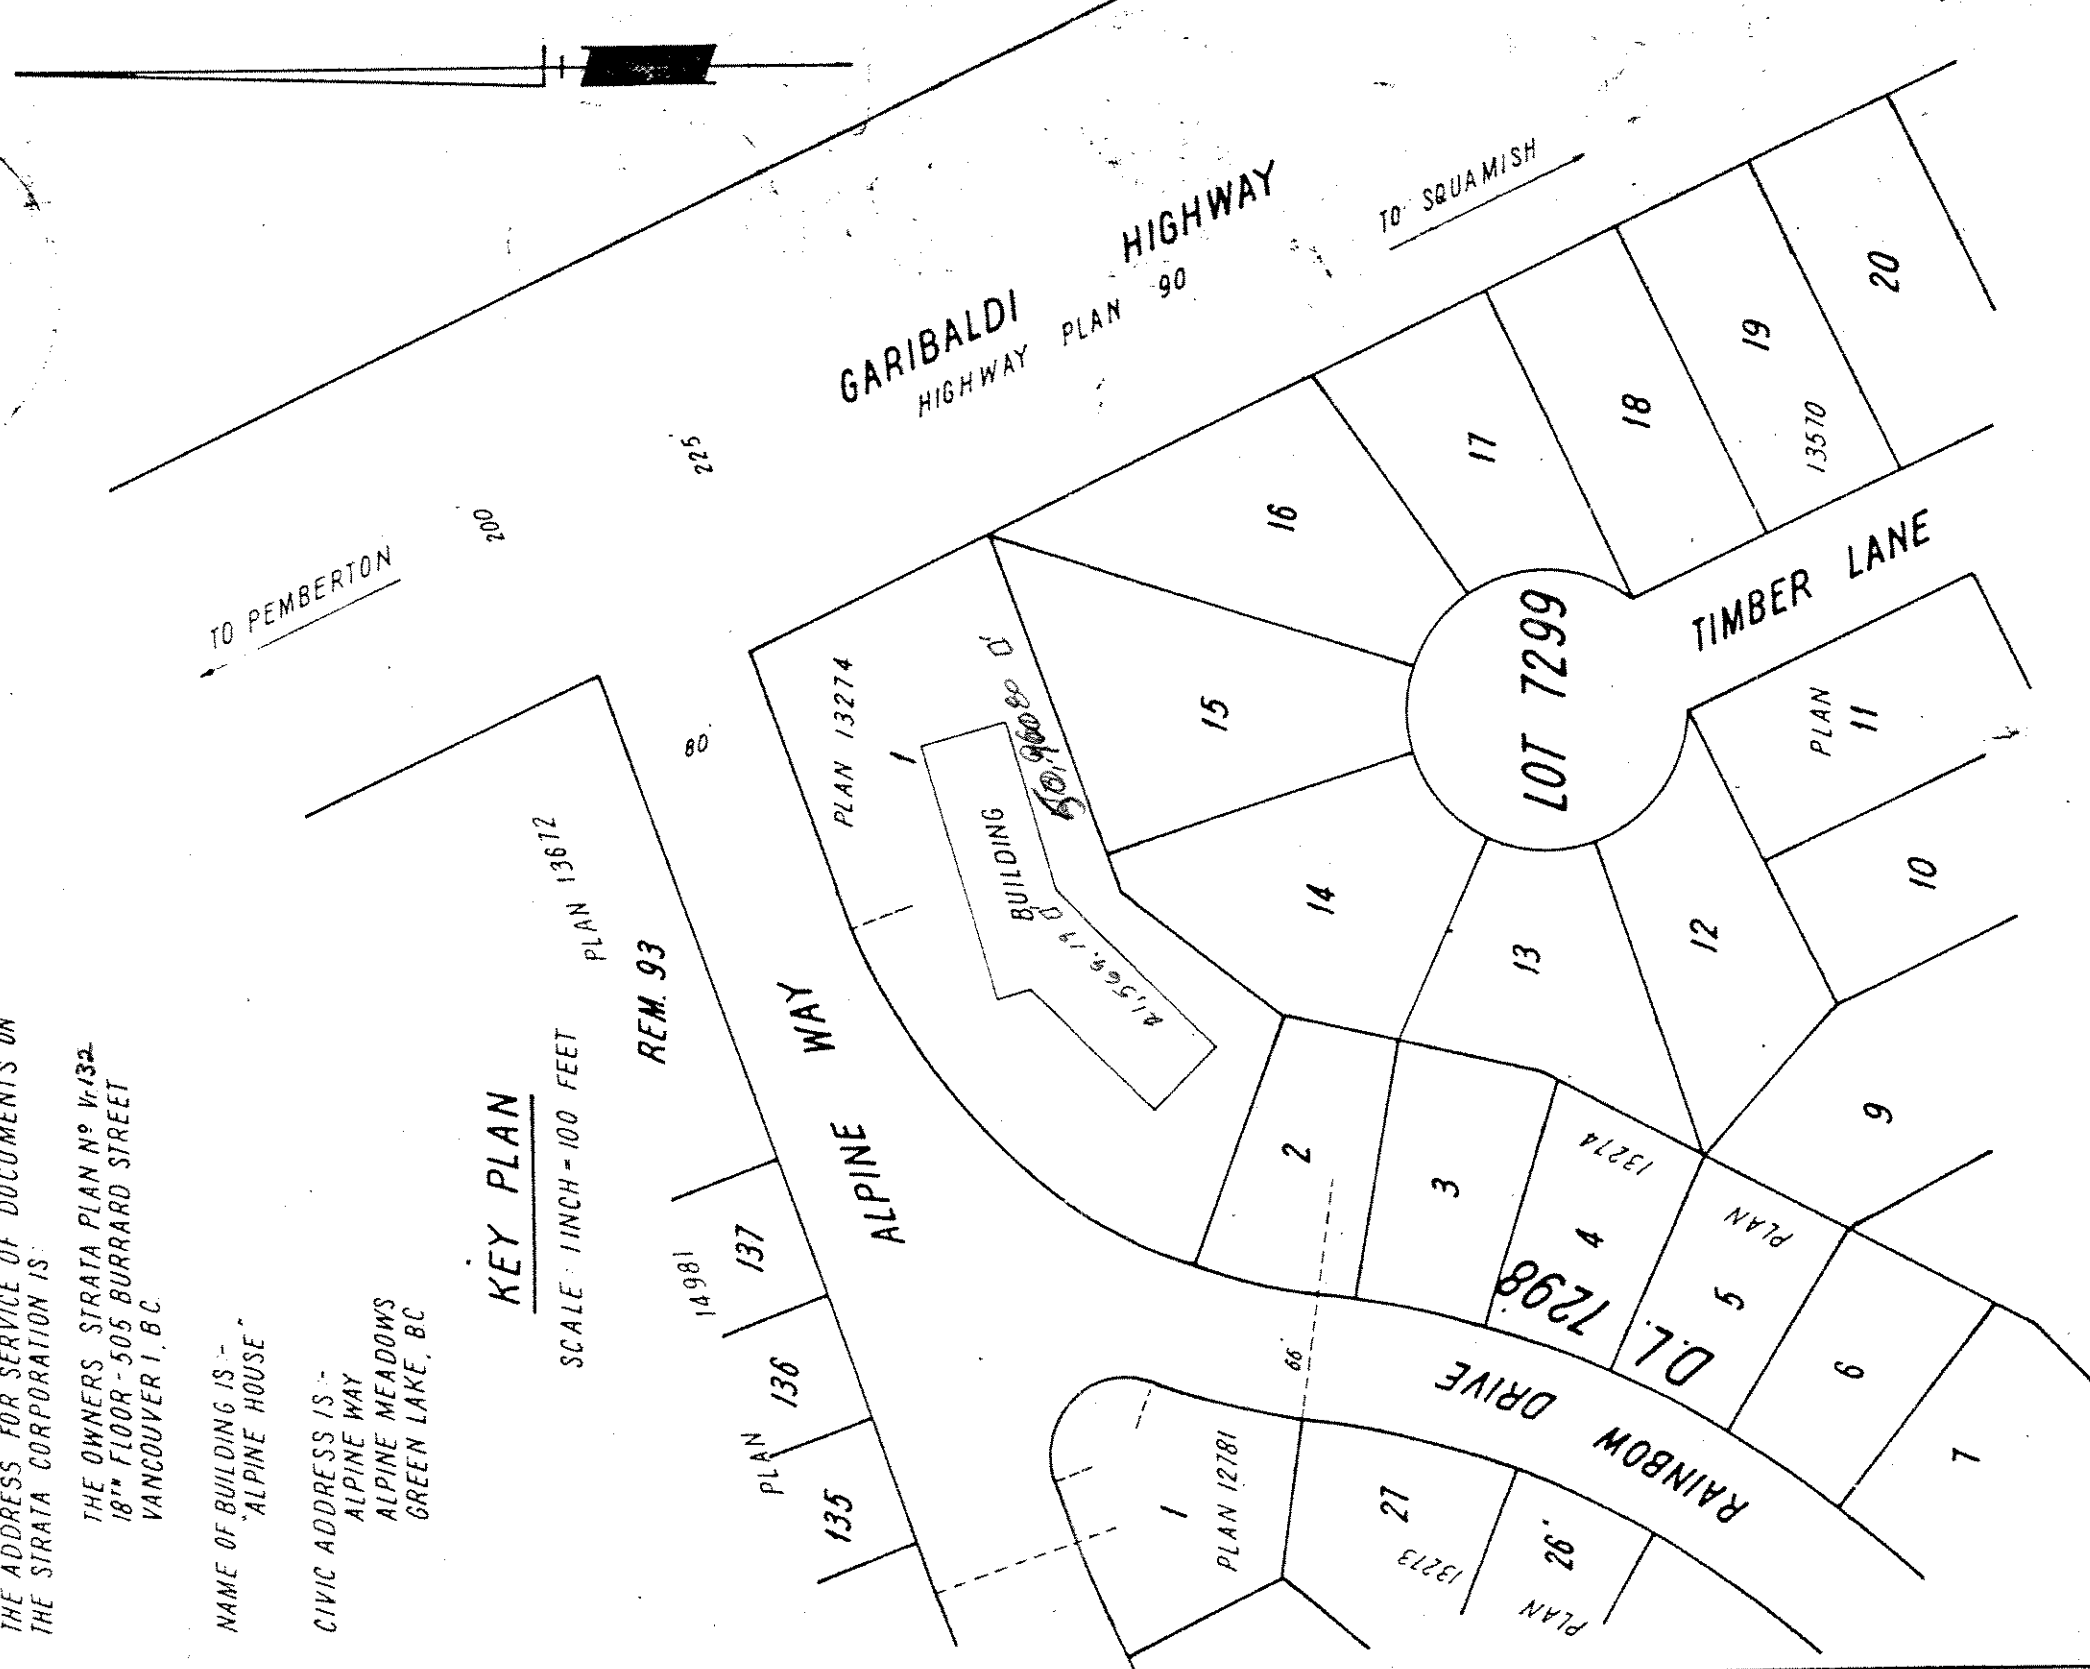 THE ADDRESS FOR SERVICE OF DOCUMENTS ON
THE STRATA CORPORATION IS:
THE OWNERS STRATA PLAN Nº Vr.132
18TH FLOOR - 505 BURRARD STREET
VANCOUVER 1, B.C.
NAME OF BUILDING IS:-
"ALPINE HOUSE"
CIVIC ADDRESS IS:-
ALPINE WAY
ALPINE MEADOWS
GREEN LAKE, B.C
KEY PLAN
SCALE: 1 INCH = 100 FEET
TO PEMBERTON
200
225
GARIBALDI HIGHWAY
HIGHWAY PLAN 90
TO SQUAMISH
PLAN 13672
REM. 93
80'
ALPINE WAY
PLAN 14981
137
136
135
PLAN 13274
1
BUILDING
21,569.19
16
15
14
13
12
17
18
19
20
13570
LOT 7299
TIMBER LANE
PLAN
11
10
9
2
3
4
5
6
7
PLAN 13274
D.L. 7298
66'
RAINBOW DRIVE
1
PLAN 12781
27
26
PLAN 13273